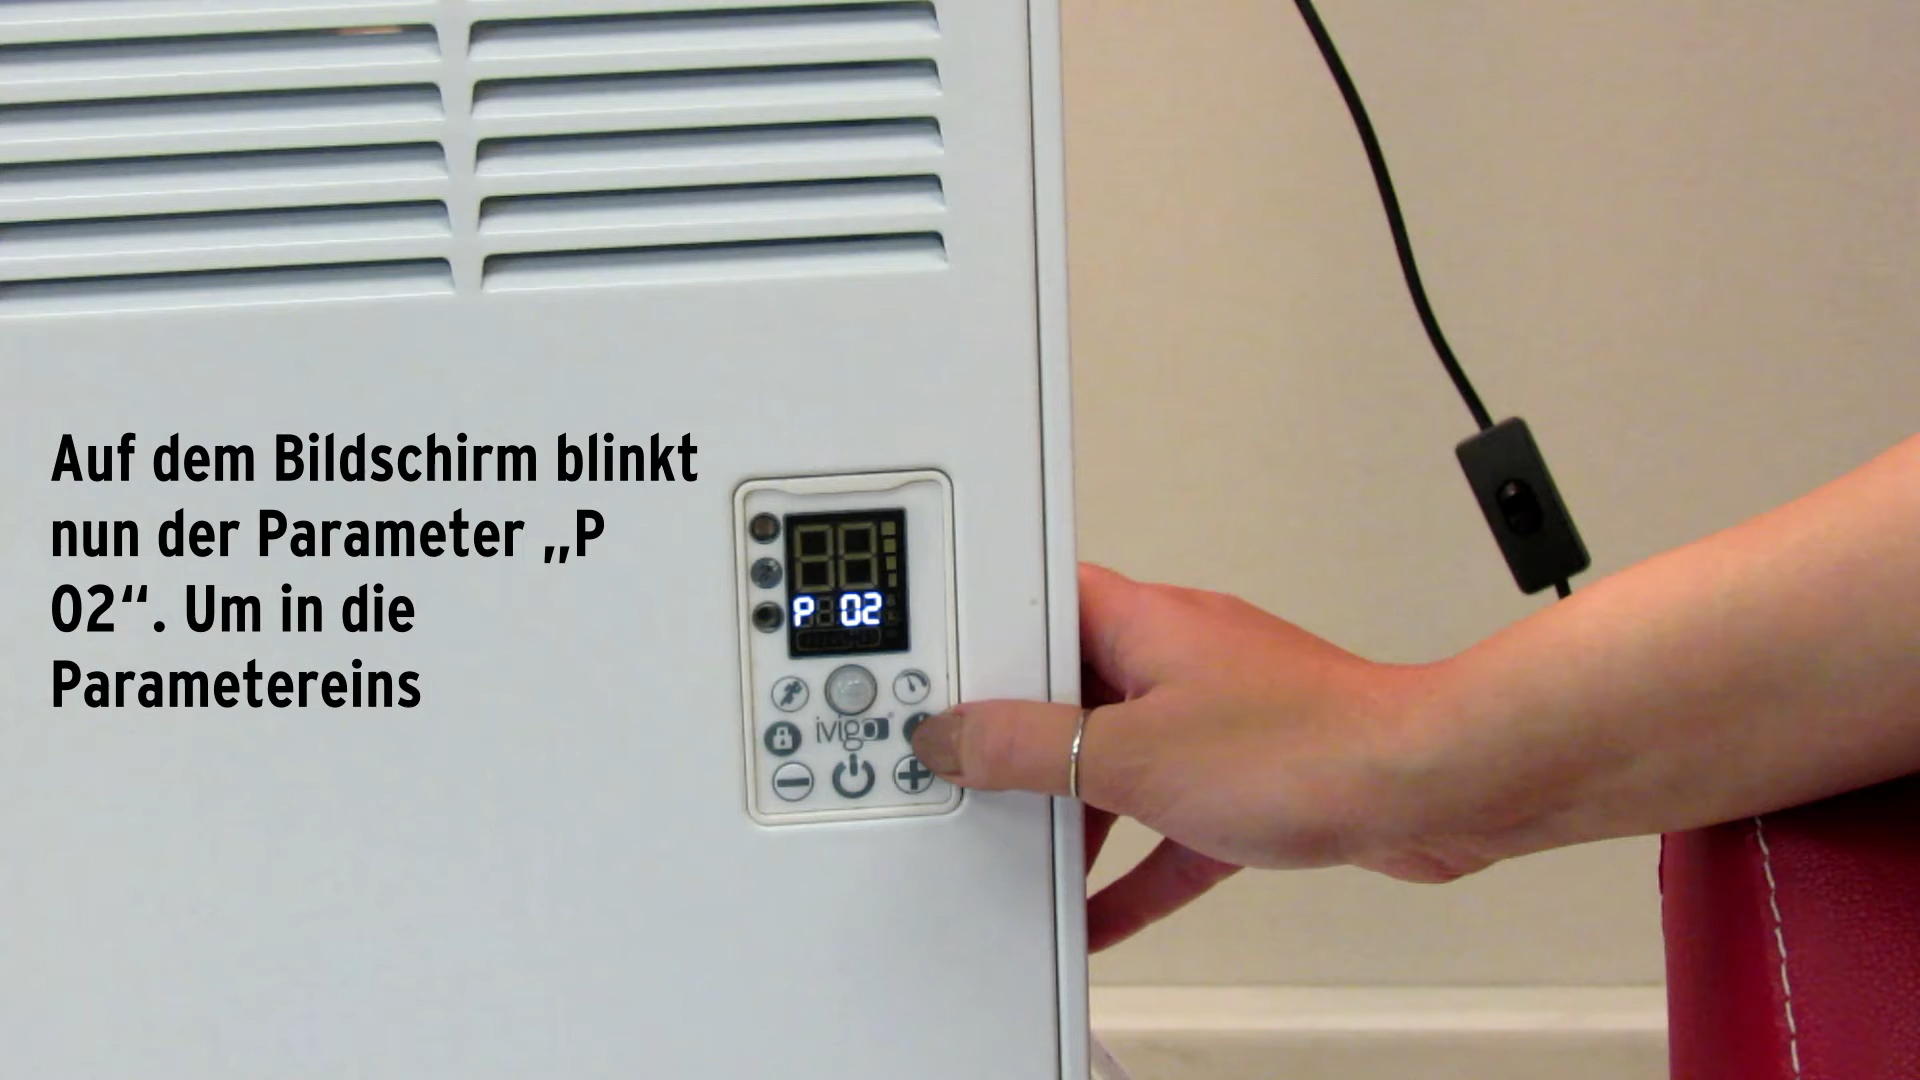 Auf dem Bildschirm blinkt
nun der Parameter „P
02“. Um in die
Parametereins
P 02
ivigo